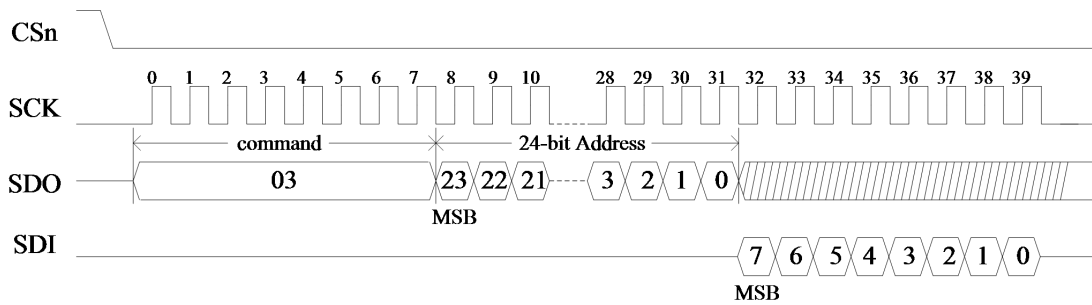 CSn
0 1 2 3 4 5 6 7 8 9 10 28 29 30 31 32 33 34 35 36 37 38 39
SCK
command 24-bit Address
SDO 03 23 22 21 3 2 1 0
MSB
SDI 7 6 5 4 3 2 1 0
MSB